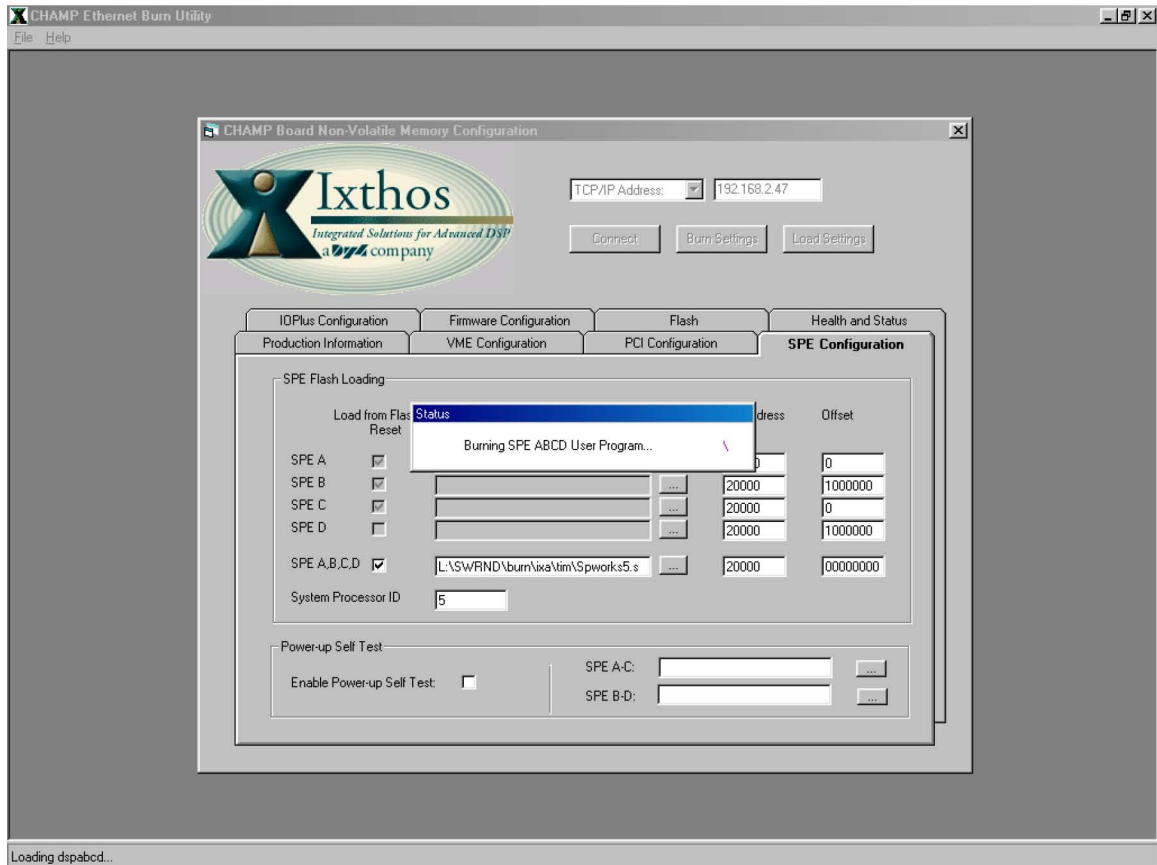 CHAMP Ethernet Burn Utility
File Help
CHAMP Board Non-Volatile Memory Configuration
Ixthos
Integrated Solutions for Advanced DSP
a DY4 company
TCP/IP Address: 192.168.2.47
Connect Burn Settings Load Settings
IOPlus Configuration Firmware Configuration Flash Health and Status
Production Information VME Configuration PCI Configuration SPE Configuration
SPE Flash Loading
Load from Flas
Reset
dress Offset
Status
Burning SPE ABCD User Program... \
SPE A 0
SPE B ... 20000 1000000
SPE C ... 20000 0
SPE D ... 20000 1000000
SPE A,B,C,D L:\SWRND\burn\ixa\tim\Spworks5.s ... 20000 00000000
System Processor ID 5
Power-up Self Test
Enable Power-up Self Test:
SPE A-C: ...
SPE B-D: ...
Loading dspabcd...